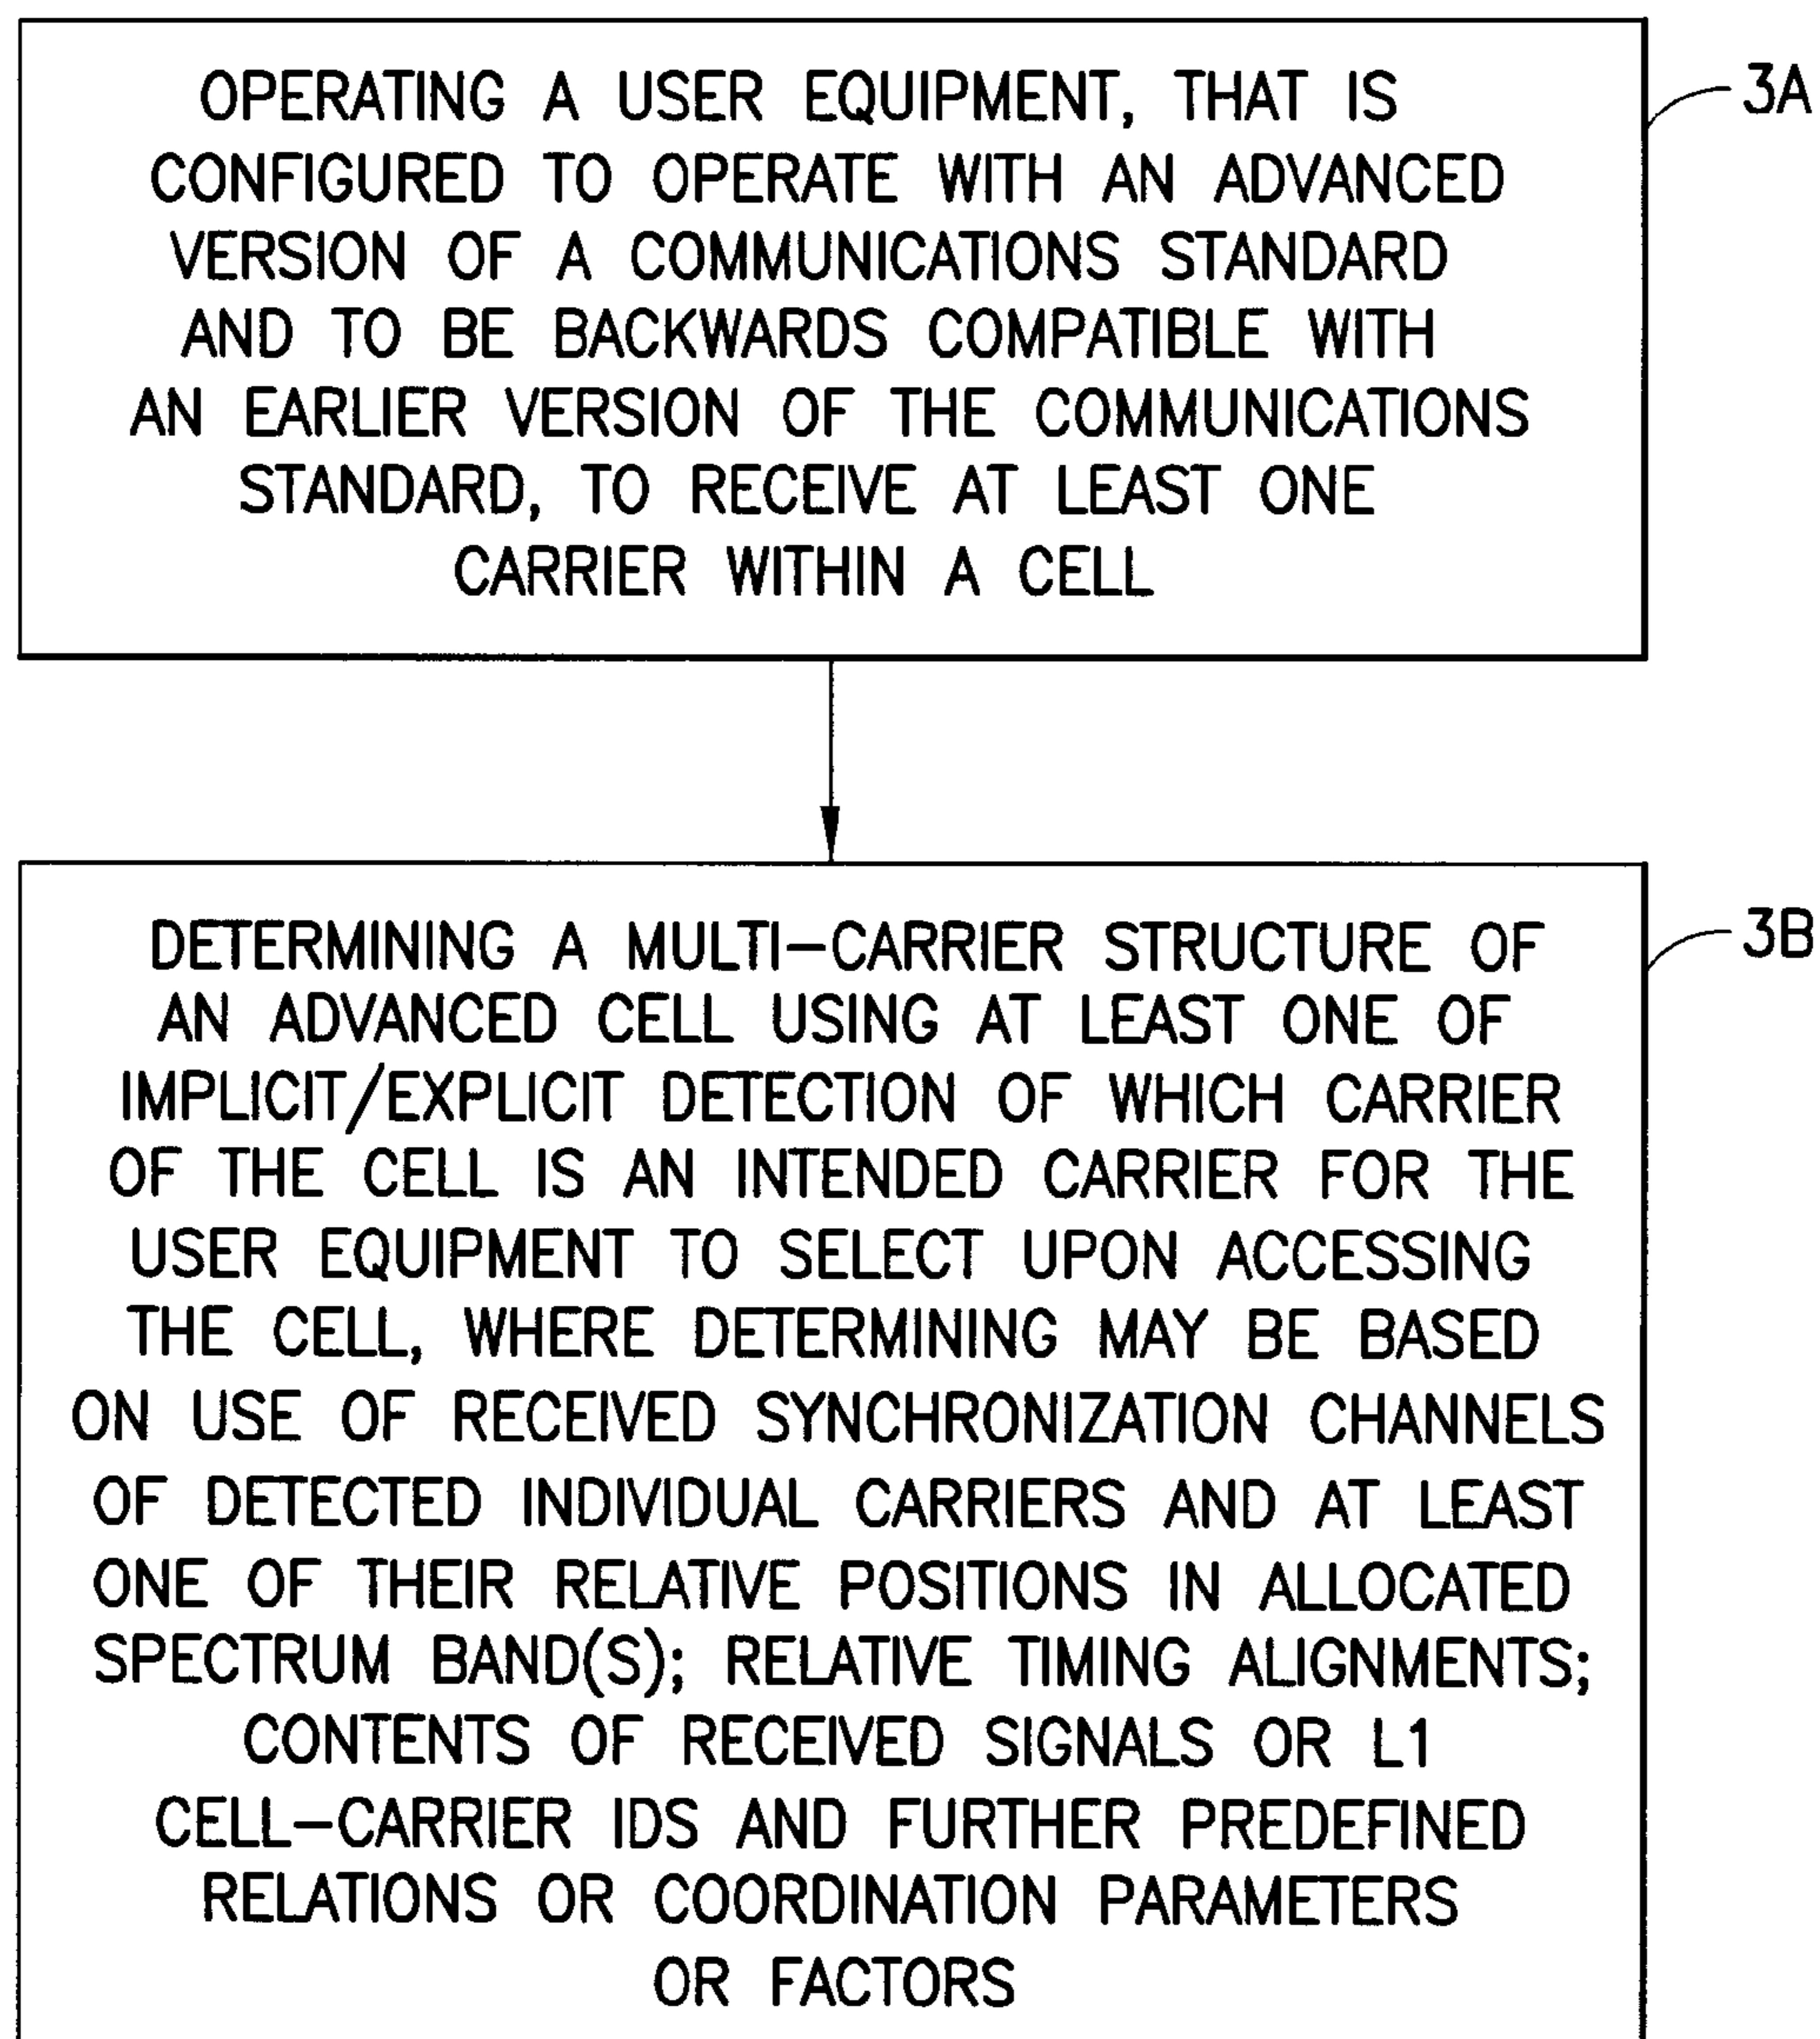 OPERATING A USER EQUIPMENT, THAT IS
3A
CONFIGURED TO OPERATE WITH AN ADVANCED
VERSION OF A COMMUNICATIONS STANDARD
AND TO BE BACKWARDS COMPATIBLE WITH
AN EARLIER VERSION OF THE COMMUNICATIONS
STANDARD, TO RECEIVE AT LEAST ONE
CARRIER WITHIN A CELL
DETERMINING A MULTI-CARRIER STRUCTURE OF
3B
AN ADVANCED CELL USING AT LEAST ONE OF
IMPLICIT/EXPLICIT DETECTION OF WHICH CARRIER
OF THE CELL IS AN INTENDED CARRIER FOR THE
USER EQUIPMENT TO SELECT UPON ACCESSING
THE CELL, WHERE DETERMINING MAY BE BASED
ON USE OF RECEIVED SYNCHRONIZATION CHANNELS
OF DETECTED INDIVIDUAL CARRIERS AND AT LEAST
ONE OF THEIR RELATIVE POSITIONS IN ALLOCATED
SPECTRUM BAND(S); RELATIVE TIMING ALIGNMENTS;
CONTENTS OF RECEIVED SIGNALS OR L1
CELL-CARRIER IDS AND FURTHER PREDEFINED
RELATIONS OR COORDINATION PARAMETERS
OR FACTORS